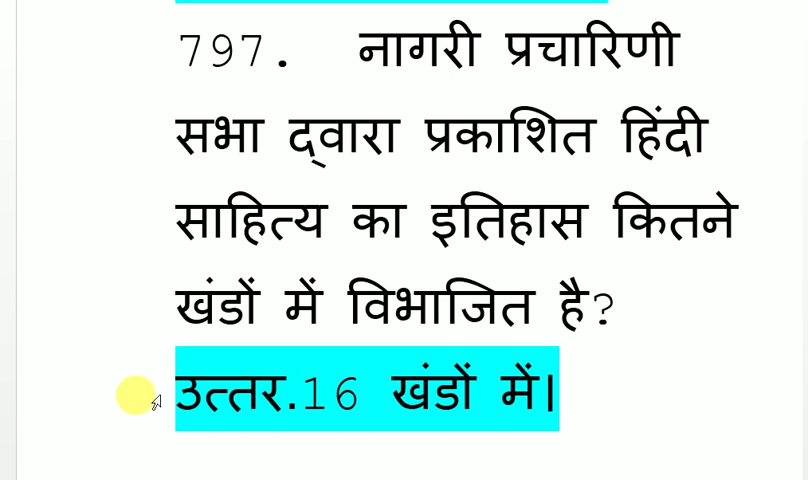 797. नागरी प्रचारिणी
सभा द्‌वारा प्रकाशित हिंदी
साहित्य का इतिहास कितने
खंडों में विभाजित है?
उत्तर.16 खंडों में|